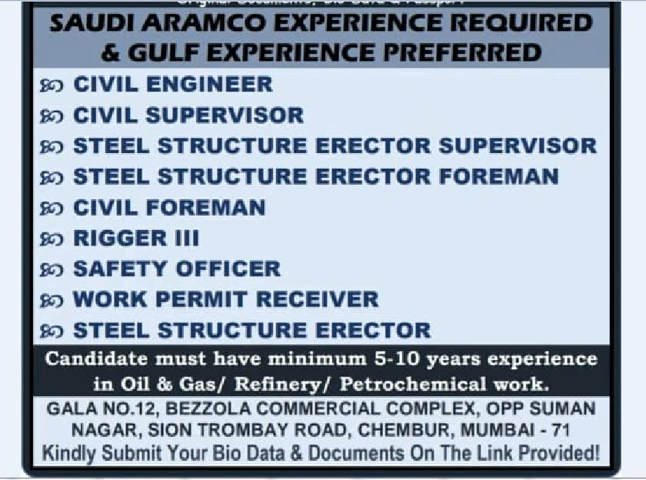 SAUDI ARAMCO EXPERIENCE REQUIRED
& GULF EXPERIENCE PREFERRED
CIVIL ENGINEER
CIVIL SUPERVISOR
STEEL STRUCTURE ERECTOR SUPERVISOR
STEEL STRUCTURE ERECTOR FOREMAN
CIVIL FOREMAN
RIGGER III
SAFETY OFFICER
WORK PERMIT RECEIVER
STEEL STRUCTURE ERECTOR
Candidate must have minimum 5-10 years experience
in Oil & Gas/ Refinery/ Petrochemical work.
GALA NO.12, BEZZOLA COMMERCIAL COMPLEX, OPP SUMAN
NAGAR, SION TROMBAY ROAD, CHEMBUR, MUMBAI - 71
Kindly Submit Your Bio Data & Documents On The Link Provided!